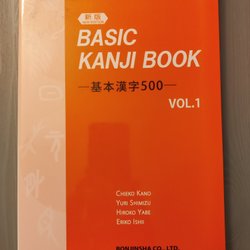 新版
BASIC
KANJI BOOK
―基本漢字500―
VOL.1
CHIEKO KANO
YURI SHIMIZU
HIROKO YABE
ERIKO ISHII
BONJINSHA CO., LTD.